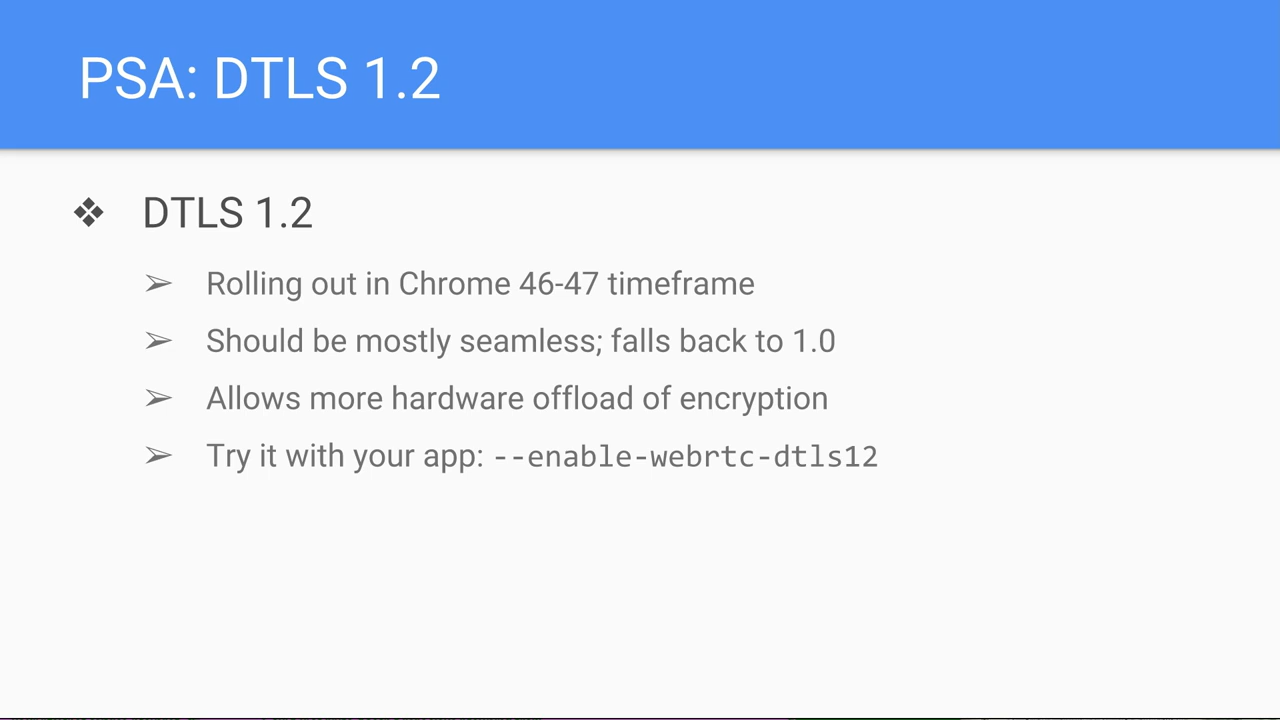 PSA: DTLS 1.2
❖ DTLS 1.2
➢ Rolling out in Chrome 46-47 timeframe
➢ Should be mostly seamless; falls back to 1.0
➢ Allows more hardware offload of encryption
➢ Try it with your app: --enable-webrtc-dtls12